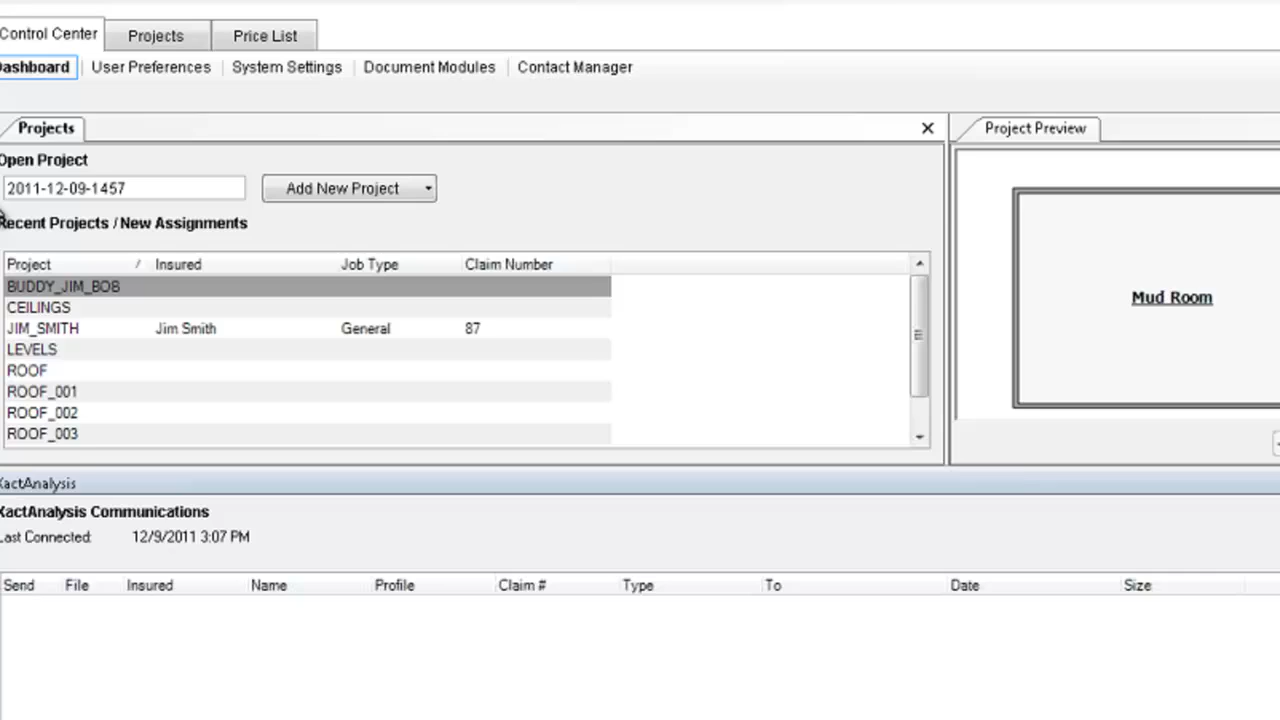 Control Center Projects Price List
Dashboard User Preferences System Settings Document Modules Contact Manager
Projects Project Preview
Open Project
2011-12-09-1457 Add New Project
Recent Projects / New Assignments
Project / Insured Job Type Claim Number
BUDDY_JIM_BOB
CEILINGS
JIM_SMITH Jim Smith General 87
LEVELS
ROOF
ROOF_001
ROOF_002
ROOF_003
Mud Room
XactAnalysis
XactAnalysis Communications
Last Connected: 12/9/2011 3:07 PM
Send File Insured Name Profile Claim # Type To Date Size